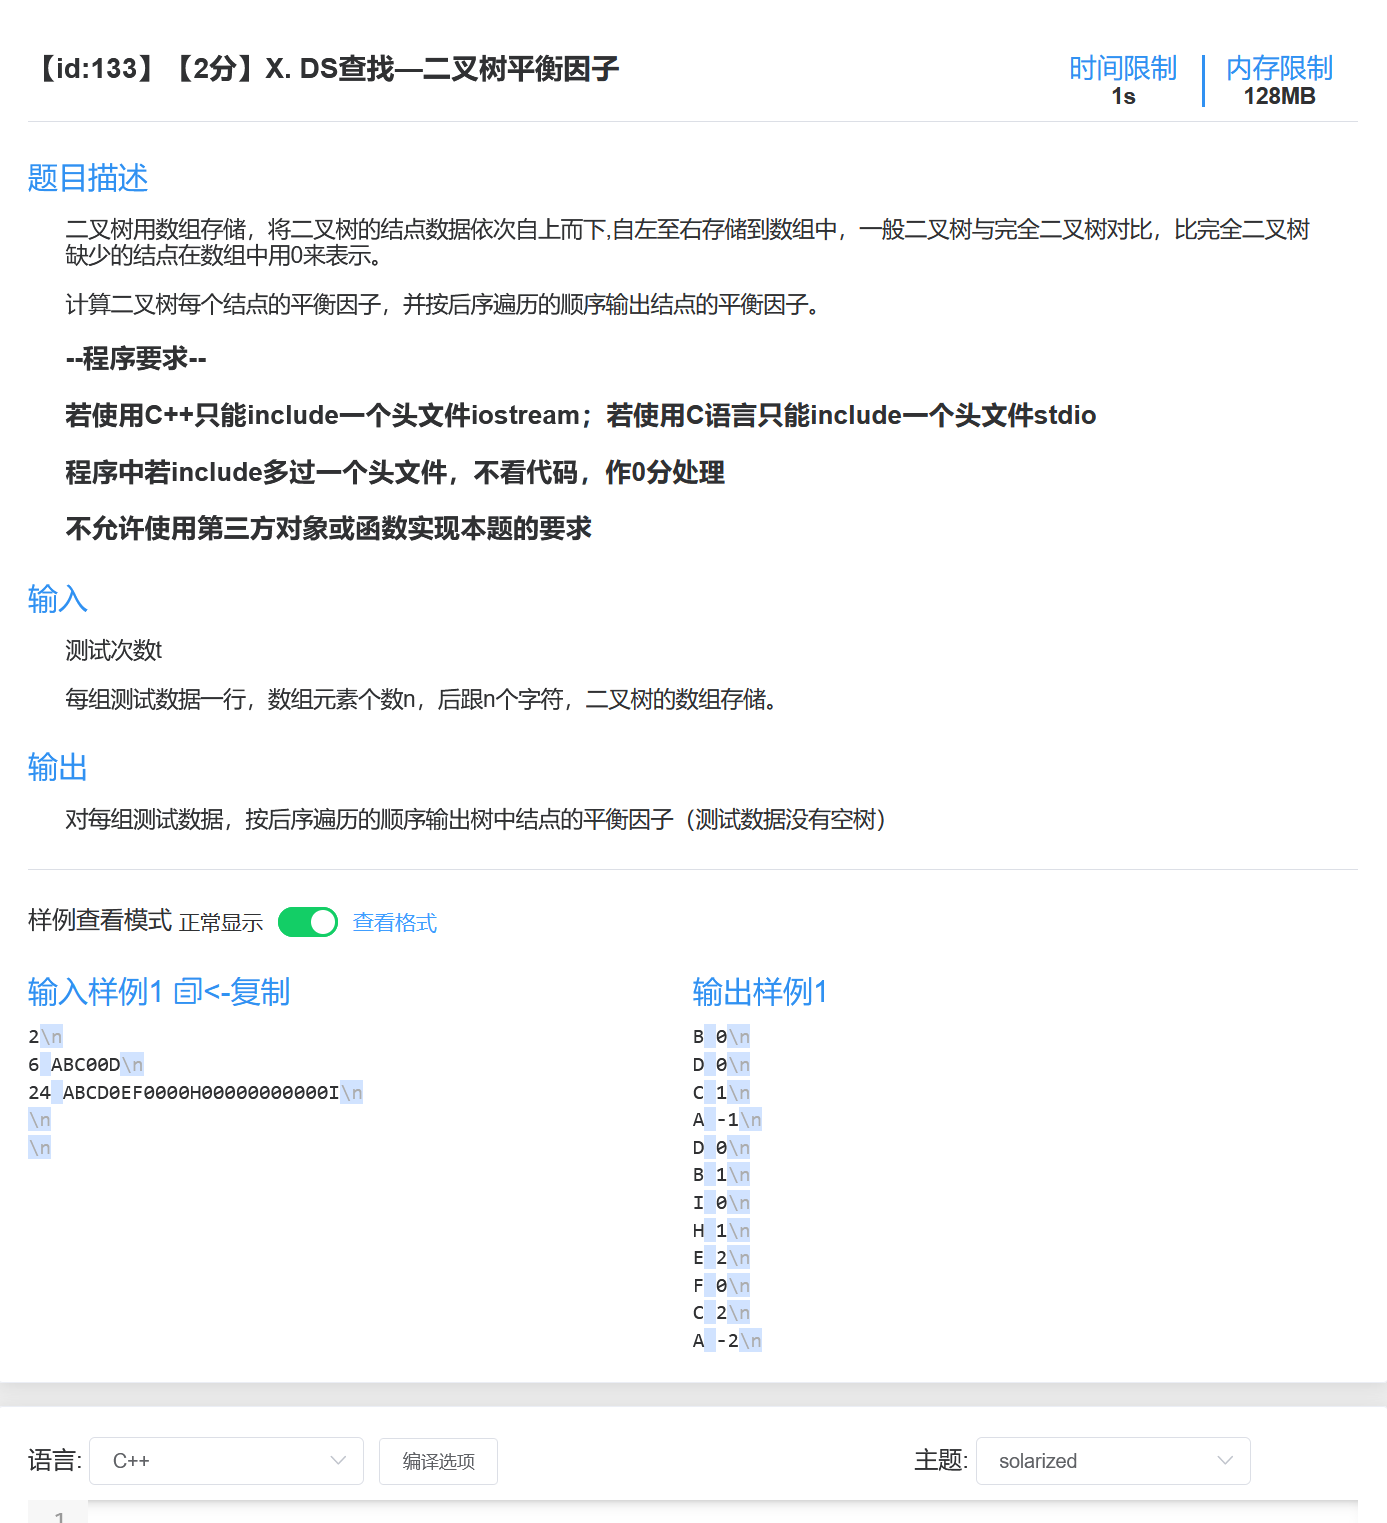 【id:133】【2分】X. DS查找—二叉树平衡因子
时间限制
1s
内存限制
128MB
题目描述
二叉树用数组存储，将二叉树的结点数据依次自上而下,自左至右存储到数组中，一般二叉树与完全二叉树对比，比完全二叉树
缺少的结点在数组中用0来表示。
计算二叉树每个结点的平衡因子，并按后序遍历的顺序输出结点的平衡因子。
--程序要求--
若使用C++只能include一个头文件iostream；若使用C语言只能include一个头文件stdio
程序中若include多过一个头文件，不看代码，作0分处理
不允许使用第三方对象或函数实现本题的要求
输入
测试次数t
每组测试数据一行，数组元素个数n，后跟n个字符，二叉树的数组存储。
输出
对每组测试数据，按后序遍历的顺序输出树中结点的平衡因子（测试数据没有空树）
样例查看模式 正常显示 查看格式
输入样例1 <-复制
2\n
6 ABC00D\n
24 ABCD0EF0000H00000000000I\n
\n
\n
输出样例1
B 0\n
D 0\n
C 1\n
A -1\n
D 0\n
B 1\n
I 0\n
H 1\n
E 2\n
F 0\n
C 2\n
A -2\n
语言: C++ 编译选项 主题: solarized
1